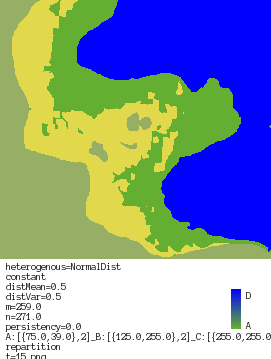 D
A
heterogenous=NormalDist
constant
distMean=0.5
distVar=0.5
m=259.0
n=271.0
persistency=0.0
A:[{75.0,39.0},2]_B:[{125.0,255.0},2]_C:[{255.0,255.0
repartition
t=15.png